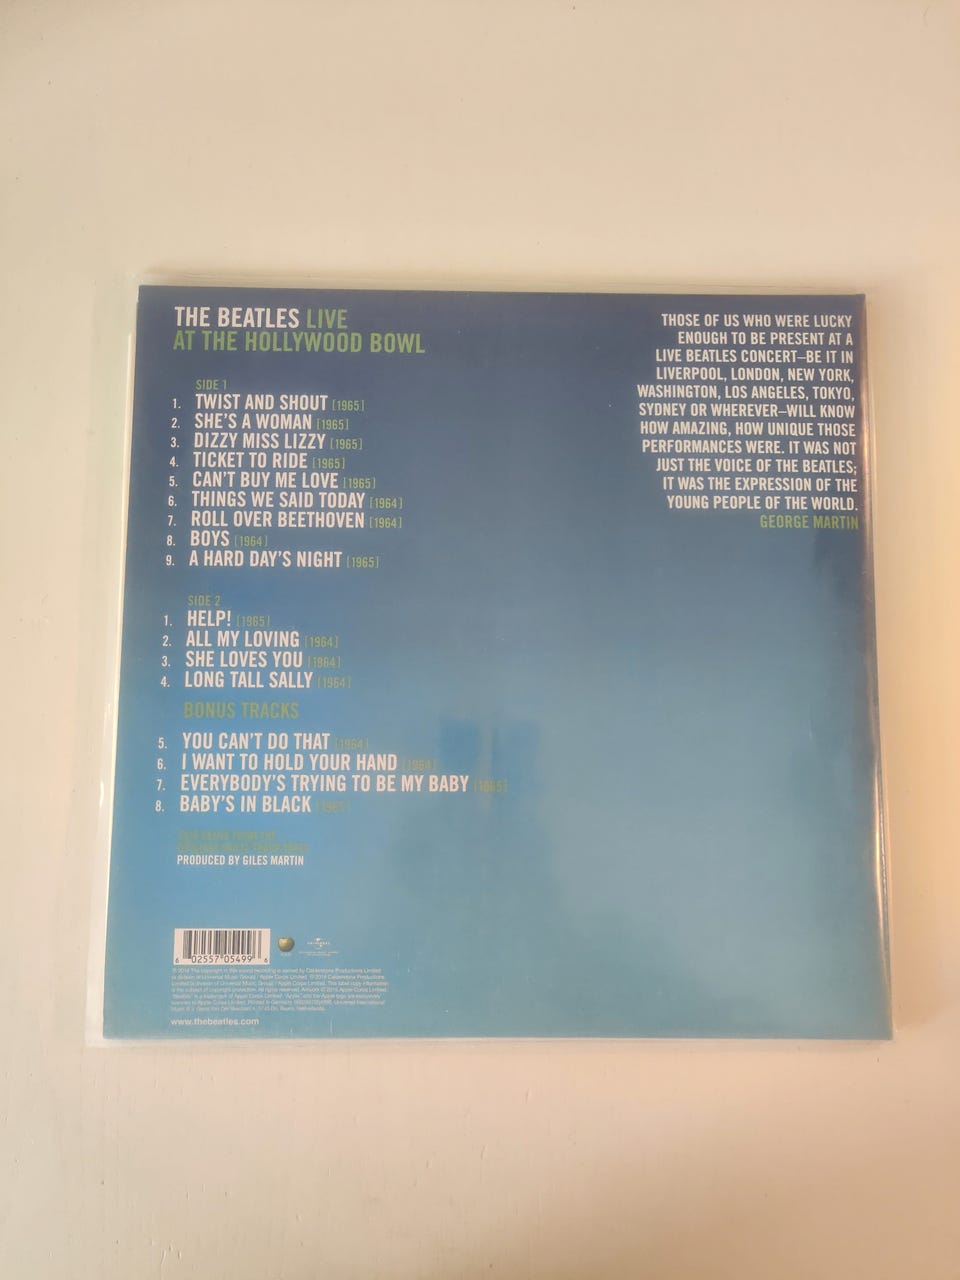 THE BEATLES LIVE
AT THE HOLLYWOOD BOWL
SIDE 1
1. TWIST AND SHOUT [1965]
2. SHE'S A WOMAN [1965]
3. DIZZY MISS LIZZY [1965]
4. TICKET TO RIDE [1965]
5. CAN'T BUY ME LOVE [1965]
6. THINGS WE SAID TODAY [1964]
7. ROLL OVER BEETHOVEN [1964]
8. BOYS [1964]
9. A HARD DAY'S NIGHT [1965]
SIDE 2
1. HELP! [1965]
2. ALL MY LOVING [1964]
3. SHE LOVES YOU [1964]
4. LONG TALL SALLY [1964]
BONUS TRACKS
5. YOU CAN'T DO THAT [1964]
6. I WANT TO HOLD YOUR HAND [1964]
7. EVERYBODY'S TRYING TO BE MY BABY [1965]
8. BABY'S IN BLACK [1965]
PRODUCED BY GILES MARTIN
THOSE OF US WHO WERE LUCKY
ENOUGH TO BE PRESENT AT A
LIVE BEATLES CONCERT–BE IT IN
LIVERPOOL, LONDON, NEW YORK,
WASHINGTON, LOS ANGELES, TOKYO,
SYDNEY OR WHEREVER–WILL KNOW
HOW AMAZING, HOW UNIQUE THOSE
PERFORMANCES WERE. IT WAS NOT
JUST THE VOICE OF THE BEATLES;
IT WAS THE EXPRESSION OF THE
YOUNG PEOPLE OF THE WORLD.
GEORGE MARTIN
6 02557 05499 6
UNIVERSAL
www.thebeatles.com